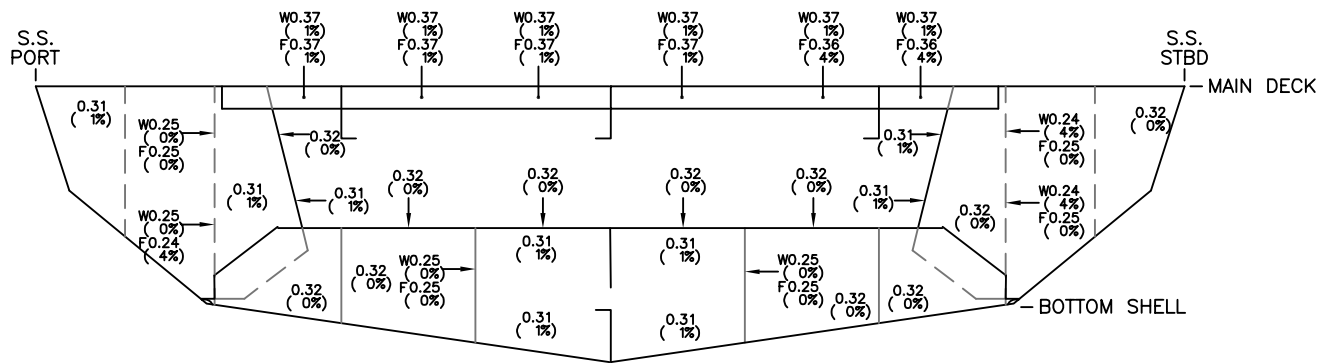 W0.37
( 1%)
F0.37
( 1%)
W0.37
( 1%)
F0.37
( 1%)
W0.37
( 1%)
F0.37
( 1%)
W0.37
( 1%)
F0.37
( 1%)
W0.37
( 1%)
F0.36
( 4%)
W0.37
( 1%)
F0.36
( 4%)
S.S.
PORT
S.S.
STBD
MAIN DECK
0.31
( 1%)
W0.25
( 0%)
F0.25
( 0%)
0.32
( 0%)
0.31
( 1%)
W0.24
( 4%)
F0.25
( 0%)
0.32
( 0%)
0.31
( 1%)
0.31
( 1%)
0.32
( 0%)
0.32
( 0%)
0.32
( 0%)
0.32
( 0%)
0.31
( 1%)
W0.24
( 4%)
F0.25
( 0%)
W0.25
( 0%)
F0.24
( 4%)
0.32
( 0%)
0.31
( 1%)
0.31
( 1%)
0.32
( 0%)
W0.25
( 0%)
F0.25
( 0%)
W0.25
( 0%)
F0.25
( 0%)
0.32
( 0%)
0.32
( 0%)
0.32
( 0%)
BOTTOM SHELL
0.31
( 1%)
0.31
( 1%)